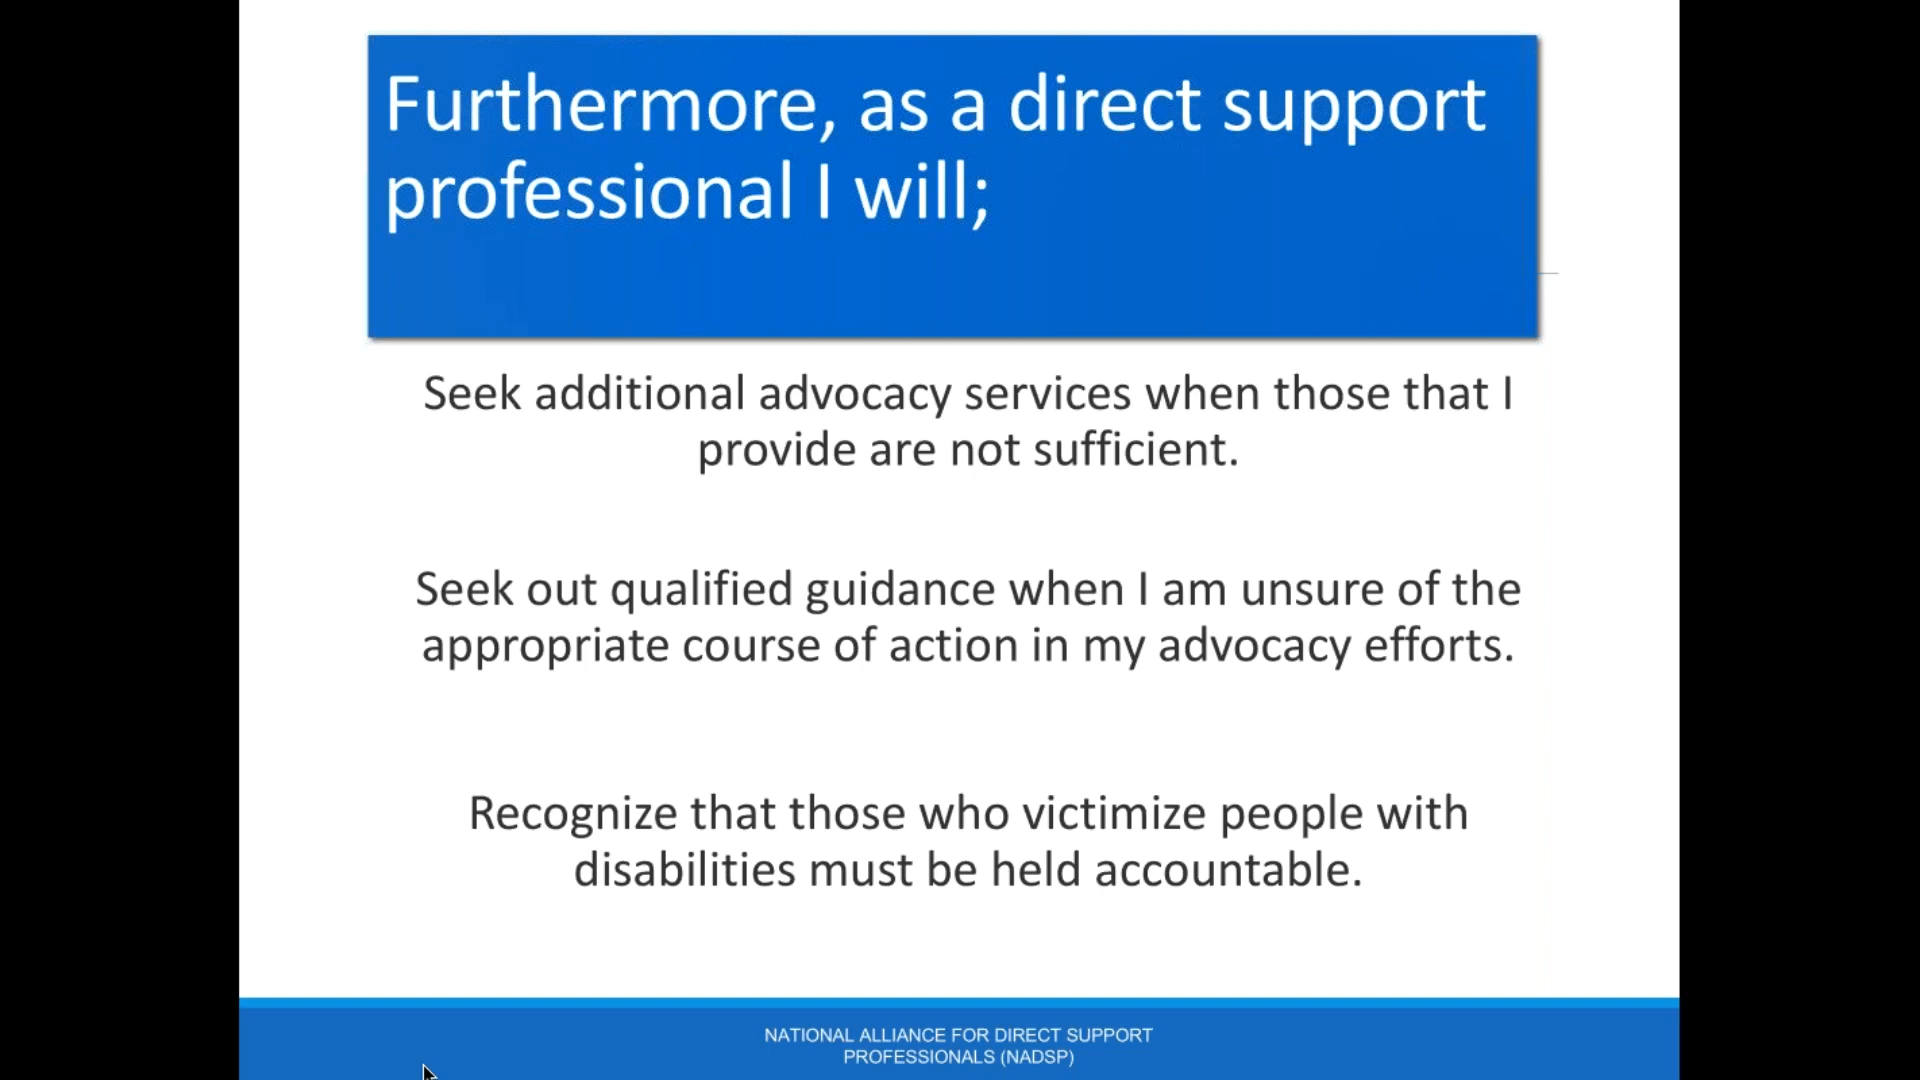 Furthermore, as a direct support
professional I will;
Seek additional advocacy services when those that I
provide are not sufficient.
Seek out qualified guidance when I am unsure of the
appropriate course of action in my advocacy efforts.
Recognize that those who victimize people with
disabilities must be held accountable.
NATIONAL ALLIANCE FOR DIRECT SUPPORT
PROFESSIONALS (NADSP)